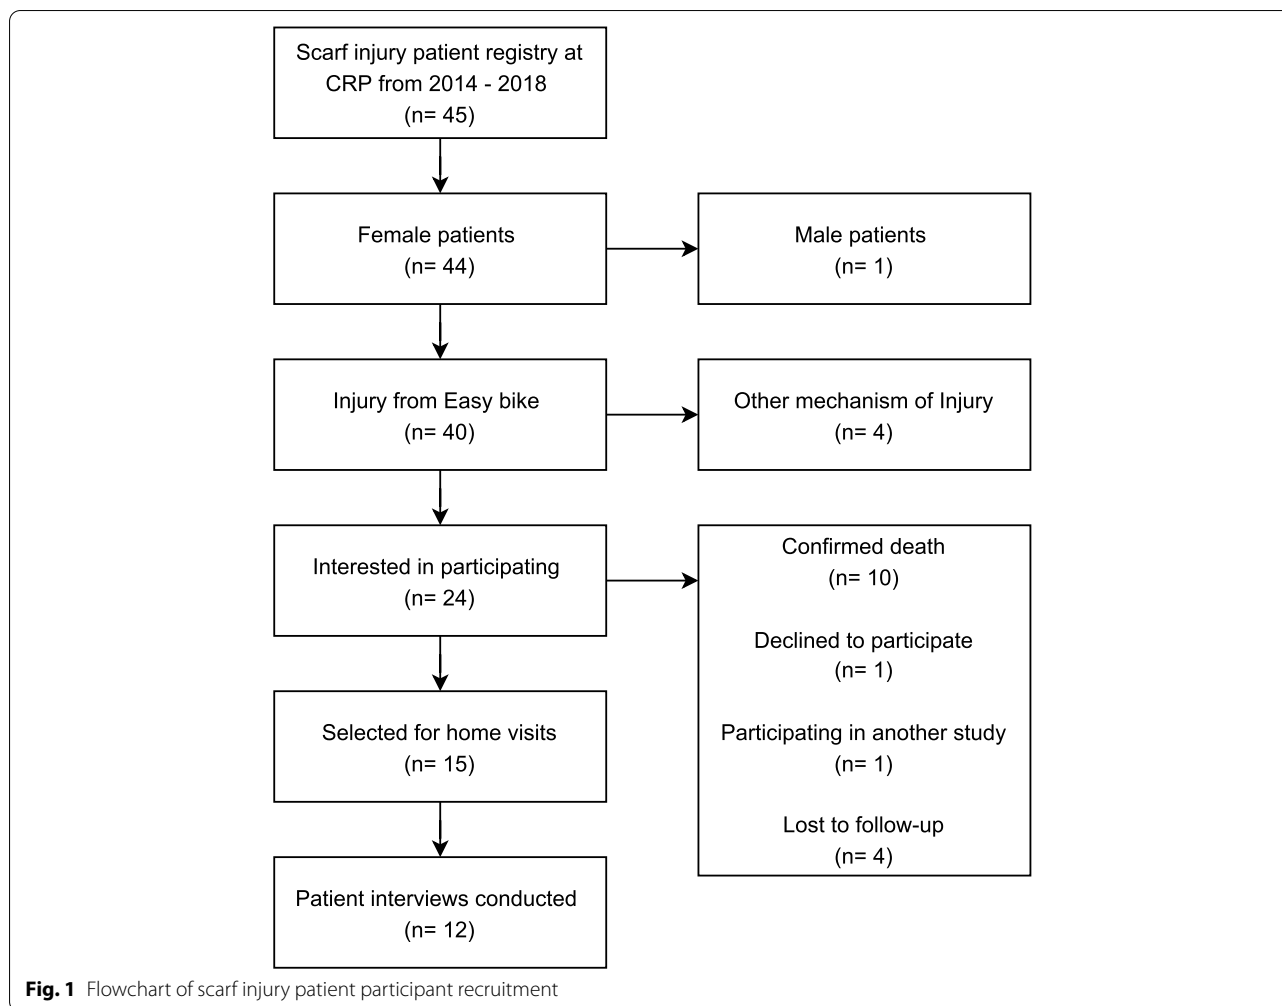 Scarf injury patient registry at
CRP from 2014 - 2018
(n= 45)
Female patients
(n= 44)
Male patients
(n= 1)
Injury from Easy bike
(n= 40)
Other mechanism of Injury
(n= 4)
Interested in participating
(n= 24)
Confirmed death
(n= 10)
Declined to participate
(n= 1)
Participating in another study
(n= 1)
Lost to follow-up
(n= 4)
Selected for home visits
(n= 15)
Patient interviews conducted
(n= 12)
Fig. 1 Flowchart of scarf injury patient participant recruitment